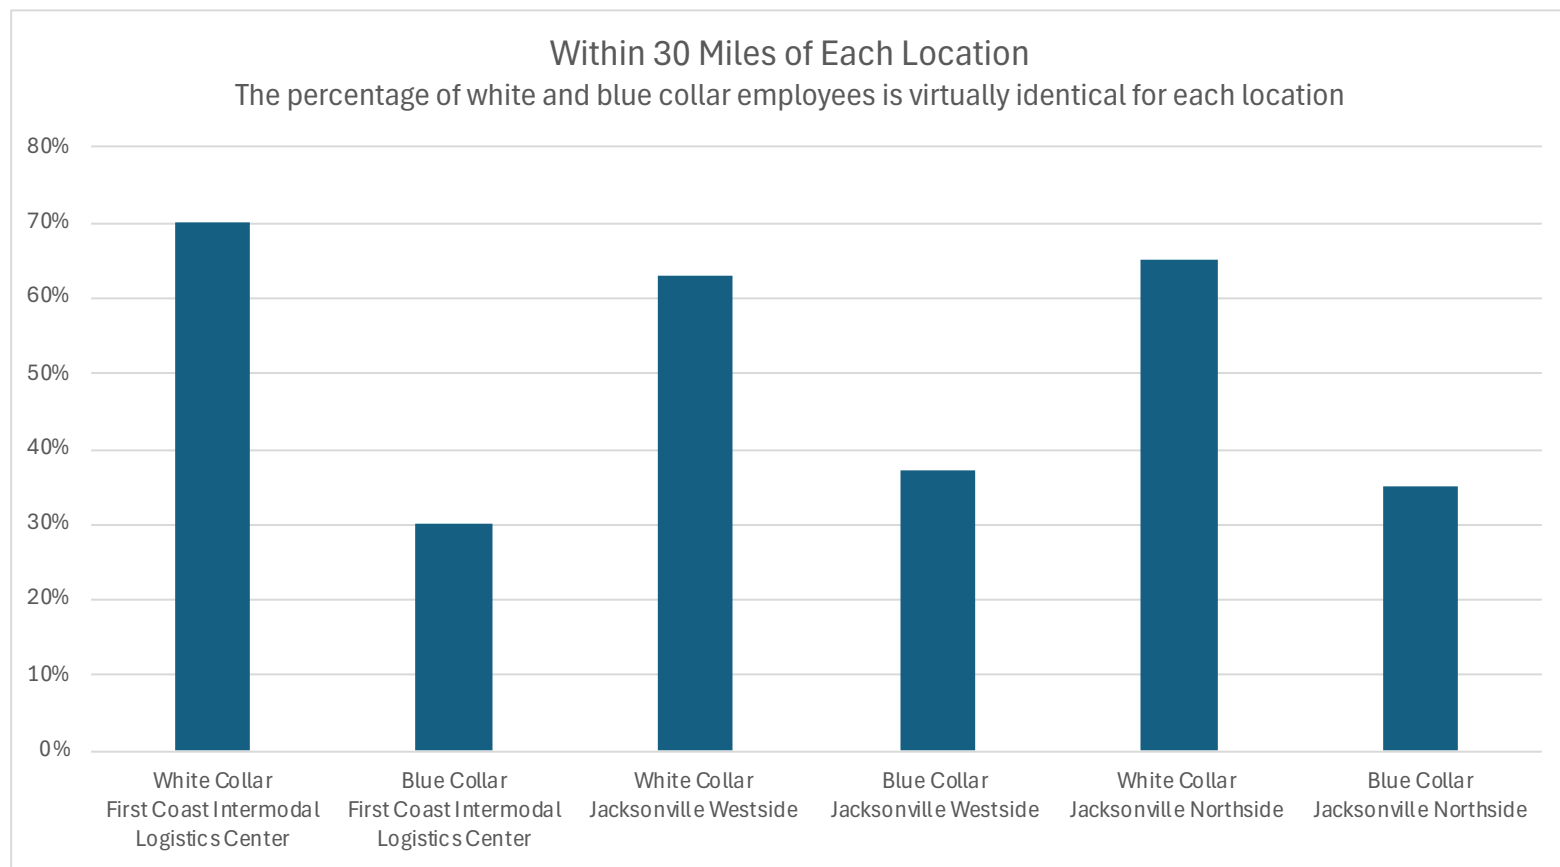 Within 30 Miles of Each Location
The percentage of white and blue collar employees is virtually identical for each location
80%
70%
60%
50%
40%
30%
20%
10%
0%
White Collar
First Coast Intermodal
Logistics Center
Blue Collar
First Coast Intermodal
Logistics Center
White Collar
Jacksonville Westside
Blue Collar
Jacksonville Westside
White Collar
Jacksonville Northside
Blue Collar
Jacksonville Northside